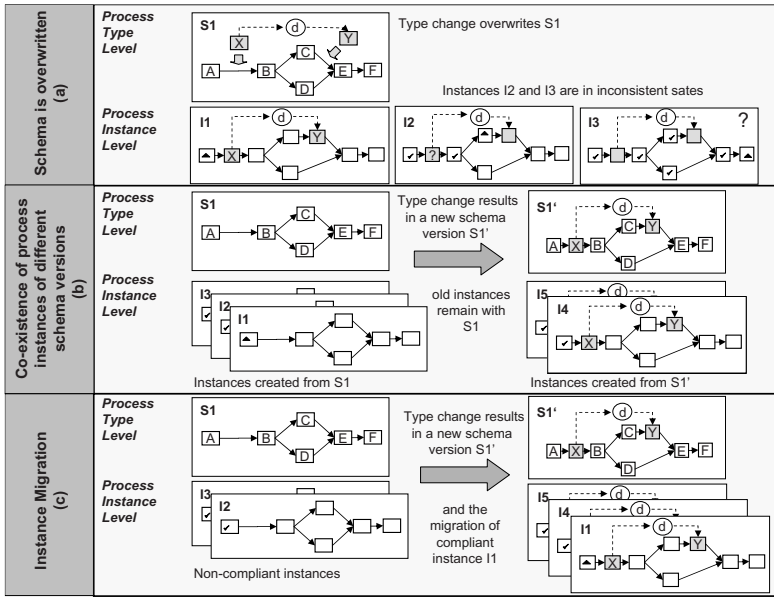 Schema is overwritten
(a)
Process
Type
Level
S1
X
d
Y
A
B
C
D
E
F
Type change overwrites S1
Instances I2 and I3 are in inconsistent sates
Process
Instance
Level
I1
d
X
Y
I2
d
?
I3
d
?
Co-existence of process
instances of different
schema versions
(b)
Process
Type
Level
S1
A
B
C
D
E
F
Type change results
in a new schema
version S1'
S1'
d
A
X
B
C
Y
D
E
F
Process
Instance
Level
I3
I2
I1
old instances
remain with
S1
I5
d
I4
d
X
Y
Instances created from S1
Instances created from S1'
Instance Migration
(c)
Process
Type
Level
S1
A
B
C
D
E
F
Type change results
in a new schema
version S1'
S1'
d
A
X
B
C
Y
D
E
F
Process
Instance
Level
I3
I2
and the
migration of
compliant
instance I1
I5
d
I4
d
I1
d
X
Y
Non-compliant instances